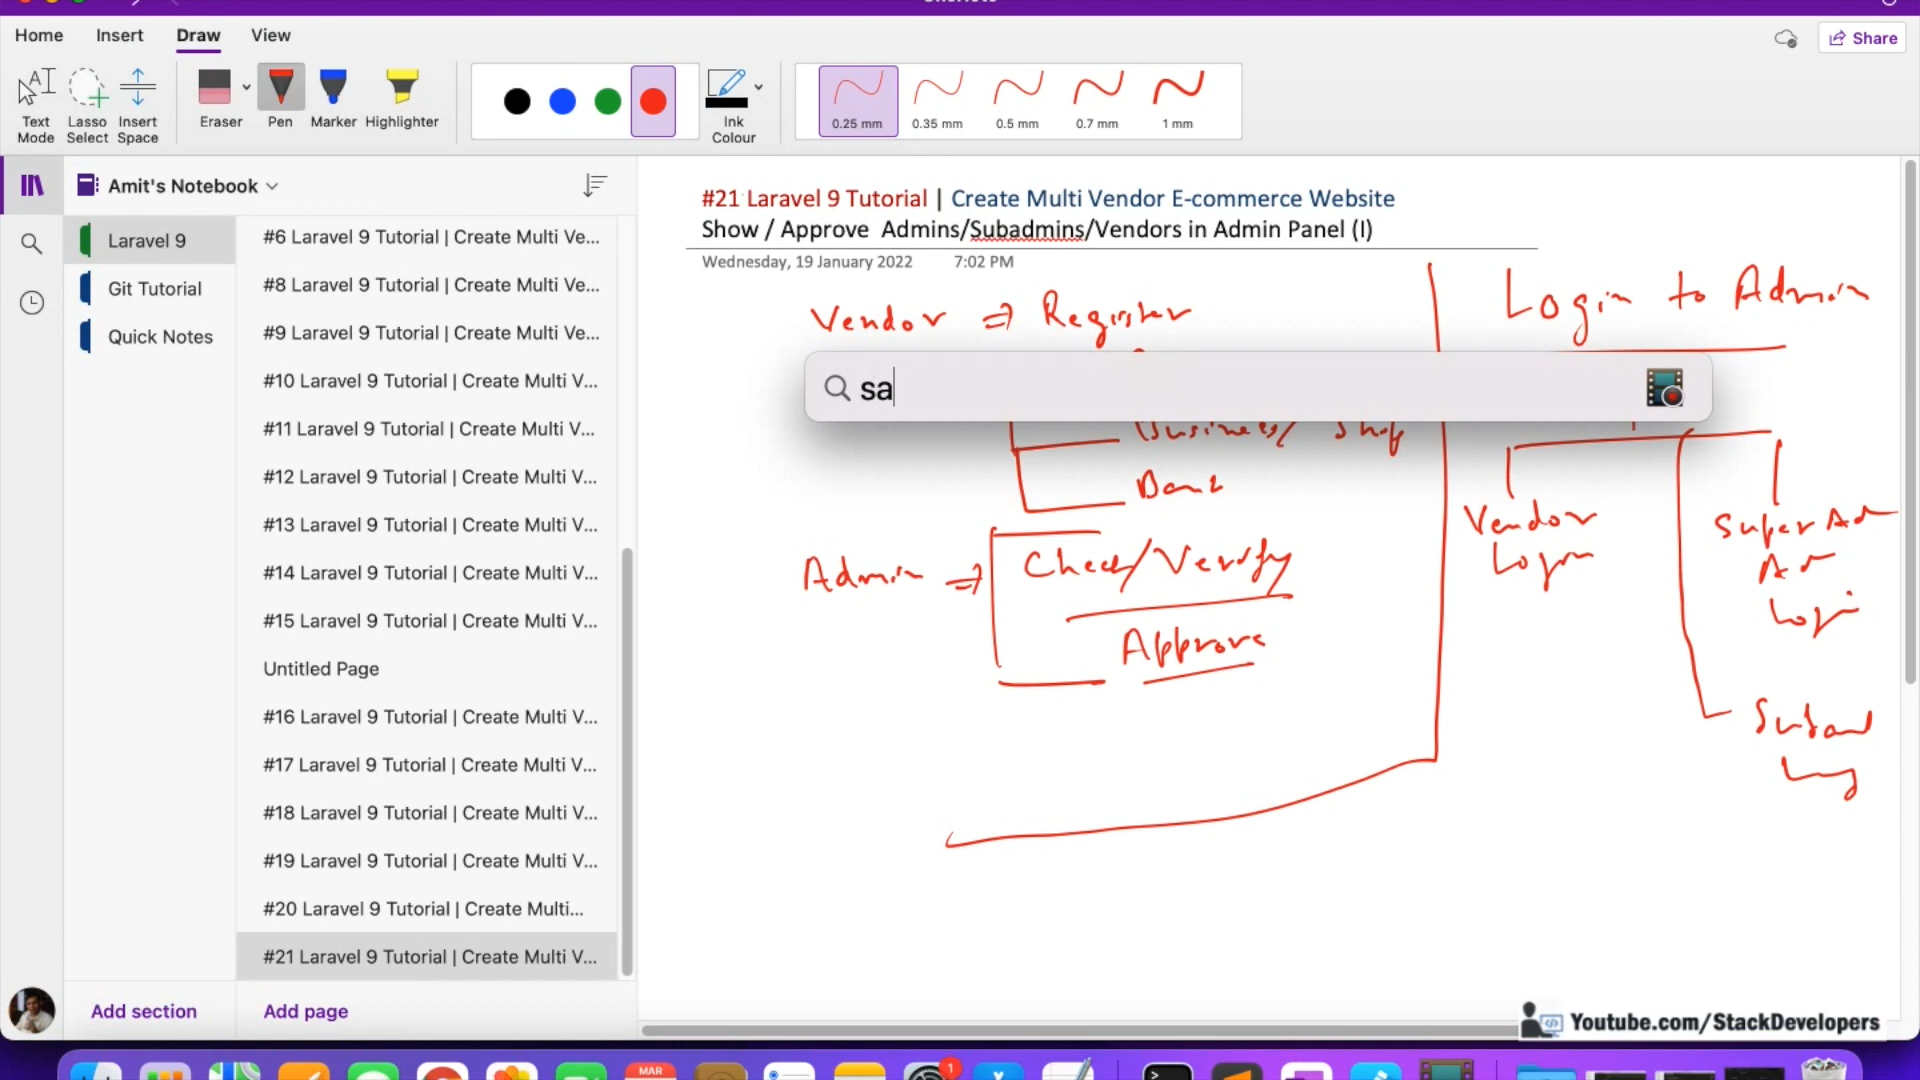 Home Insert Draw View
Share
Text Mode
Lasso Select
Insert Space
Eraser
Pen
Marker
Highlighter
Ink Colour
0.25 mm
0.35 mm
0.5 mm
0.7 mm
1 mm
Amit's Notebook
Laravel 9
Git Tutorial
Quick Notes
#6 Laravel 9 Tutorial | Create Multi Ve...
#8 Laravel 9 Tutorial | Create Multi Ve...
#9 Laravel 9 Tutorial | Create Multi Ve...
#10 Laravel 9 Tutorial | Create Multi V...
#11 Laravel 9 Tutorial | Create Multi V...
#12 Laravel 9 Tutorial | Create Multi V...
#13 Laravel 9 Tutorial | Create Multi V...
#14 Laravel 9 Tutorial | Create Multi V...
#15 Laravel 9 Tutorial | Create Multi V...
Untitled Page
#16 Laravel 9 Tutorial | Create Multi V...
#17 Laravel 9 Tutorial | Create Multi V...
#18 Laravel 9 Tutorial | Create Multi V...
#19 Laravel 9 Tutorial | Create Multi V...
#20 Laravel 9 Tutorial | Create Multi...
#21 Laravel 9 Tutorial | Create Multi V...
Add section
Add page
#21 Laravel 9 Tutorial | Create Multi Vendor E-commerce Website
Show / Approve Admins/Subadmins/Vendors in Admin Panel (I)
Wednesday, 19 January 2022 7:02 PM
Vendor ⇒ Register
sa
Business/ Shop
Bank
Admin ⇒ Check/Verify
Approve
Login to Admin
Vendor
Login
Super Ad
Login
Youtube.com/StackDevelopers
MAR
1